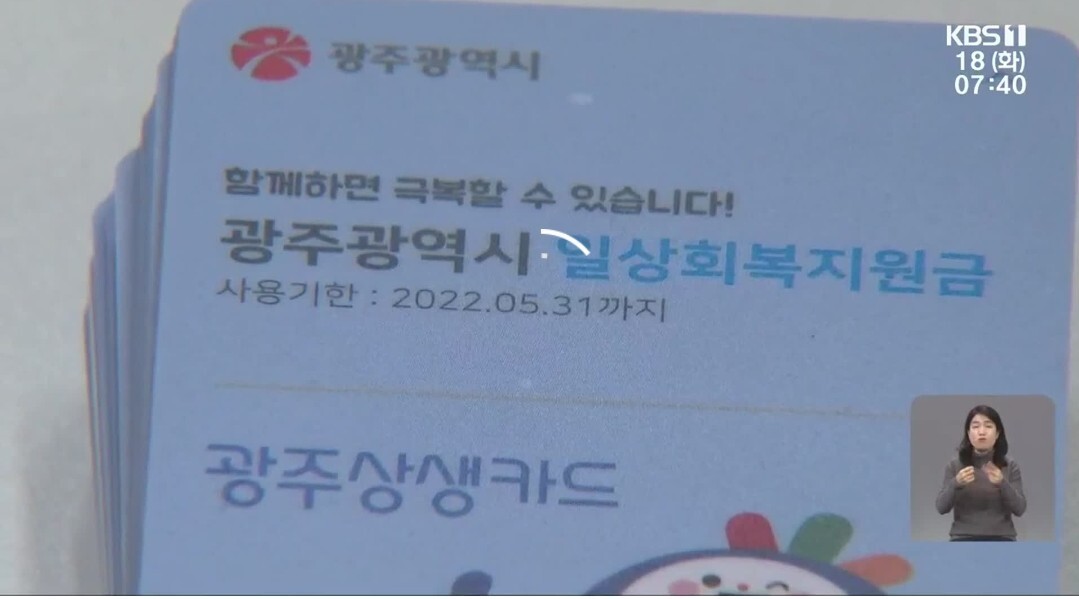 광주광역시
KBS 1
18 (화)
07:40
함께하면 극복할 수 있습니다!
광주광역시 일상회복지원금
사용기한 : 2022.05.31까지
광주상생카드